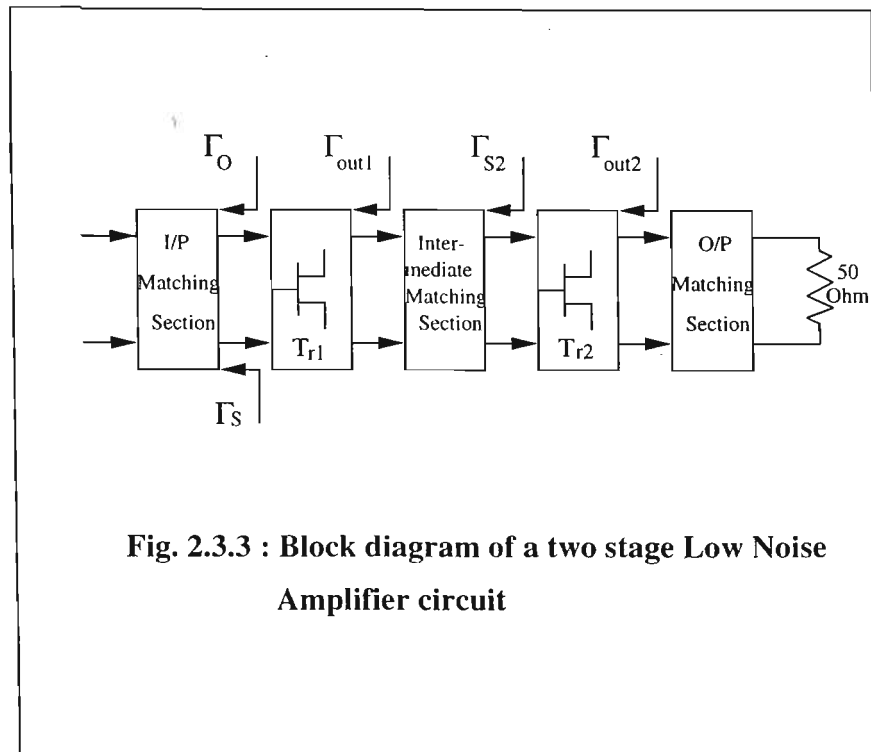 Γ_O
Γ_out1
Γ_S2
Γ_out2
I/P
Matching
Section
T_r1
Inter-
mediate
Matching
Section
T_r2
O/P
Matching
Section
50
Ohm
Γ_S
Fig. 2.3.3 : Block diagram of a two stage Low Noise
Amplifier circuit